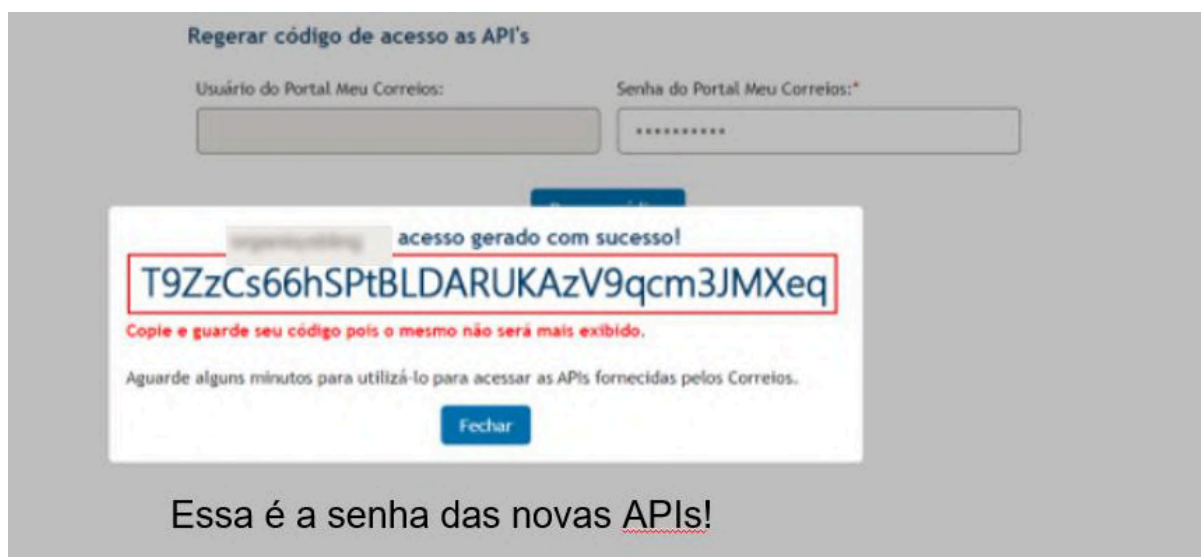 Regerar código de acesso as API's
Usuário do Portal Meu Correios:
Senha do Portal Meu Correios:*
acesso gerado com sucesso!
T9ZzCs66hSPtBLDARUKAzV9qcm3JMXeq
Copie e guarde seu código pois o mesmo não será mais exibido.
Aguarde alguns minutos para utilizá-lo para acessar as APIs fornecidas pelos Correios.
Fechar
Essa é a senha das novas APIs!